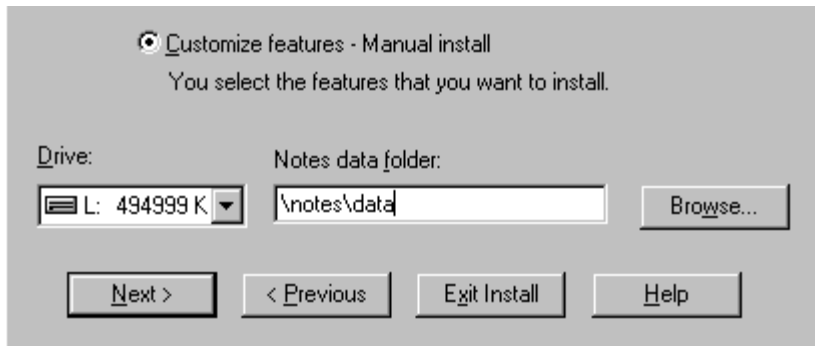 Customize features - Manual install
You select the features that you want to install.
Drive: Notes data folder:
L: 494999 K \notes\data Browse...
Next > < Previous Exit Install Help